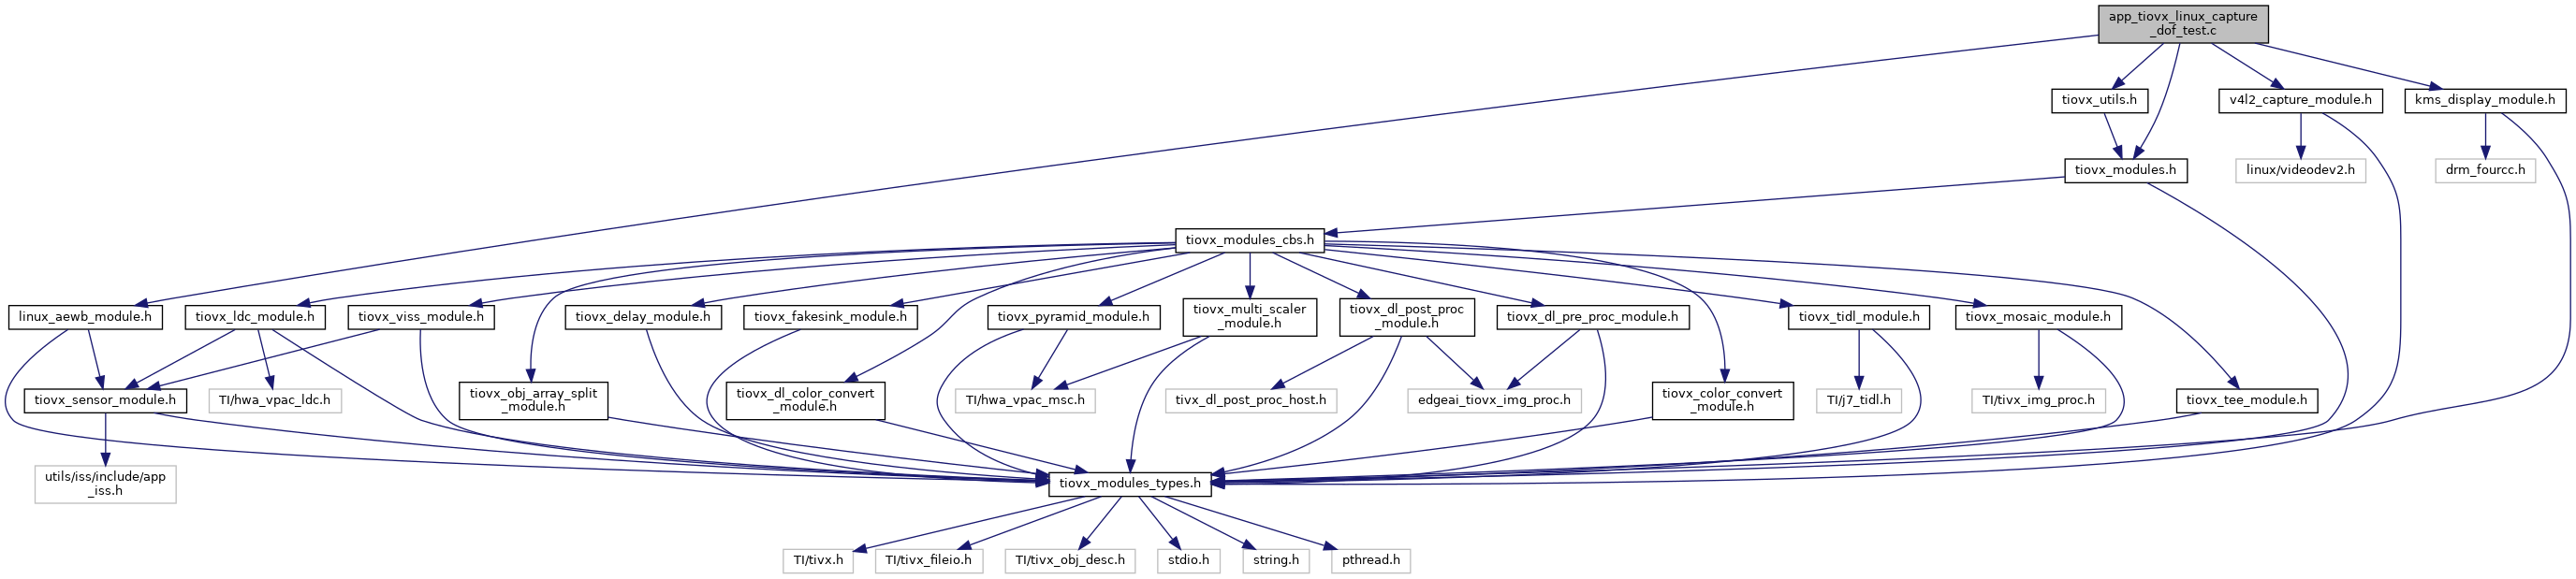 app_tiovx_linux_capture
_dof_test.c
tiovx_utils.h
v4l2_capture_module.h
kms_display_module.h
tiovx_modules.h
linux/videodev2.h
drm_fourcc.h
tiovx_modules_cbs.h
linux_aewb_module.h
tiovx_ldc_module.h
tiovx_viss_module.h
tiovx_delay_module.h
tiovx_fakesink_module.h
tiovx_pyramid_module.h
tiovx_multi_scaler
_module.h
tiovx_dl_post_proc
_module.h
tiovx_dl_pre_proc_module.h
tiovx_tidl_module.h
tiovx_mosaic_module.h
tiovx_sensor_module.h
TI/hwa_vpac_ldc.h
tiovx_obj_array_split
_module.h
tiovx_dl_color_convert
_module.h
TI/hwa_vpac_msc.h
tivx_dl_post_proc_host.h
edgeai_tiovx_img_proc.h
tiovx_color_convert
_module.h
TI/j7_tidl.h
TI/tivx_img_proc.h
tiovx_tee_module.h
utils/iss/include/app
_iss.h
tiovx_modules_types.h
TI/tivx.h
TI/tivx_fileio.h
TI/tivx_obj_desc.h
stdio.h
string.h
pthread.h